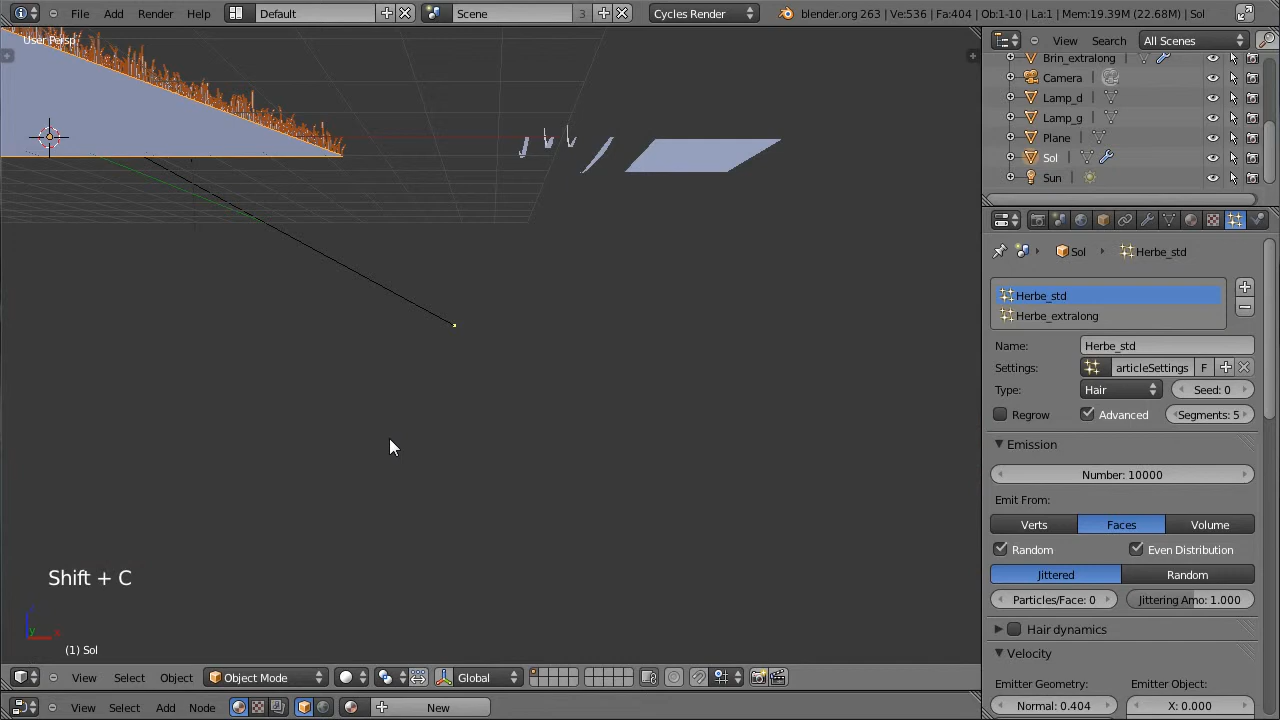 File Add Render Help Default Scene 3 Cycles Render blender.org 263 | Ve:536 | Fa:404 | Ob:1-10 | La:1 | Mem:19.39M (22.68M) | Sol
User Persp
View Search All Scenes
Brin_extralong
Camera
Lamp_d
Lamp_g
Plane
Sol
Sun
Sol Herbe_std
Herbe_std
Herbe_extralong
Name: Herbe_std
Settings: articleSettings F
Type: Hair Seed: 0
Regrow Advanced Segments: 5
Emission
Number: 10000
Emit From:
Verts Faces Volume
Random Even Distribution
Jittered Random
Particles/Face: 0 Jittering Amo: 1.000
Hair dynamics
Velocity
Emitter Geometry: Emitter Object:
Normal: 0.404 X: 0.000
Shift + C
z
y x
(1) Sol
View Select Object Object Mode Global
View Select Add Node New